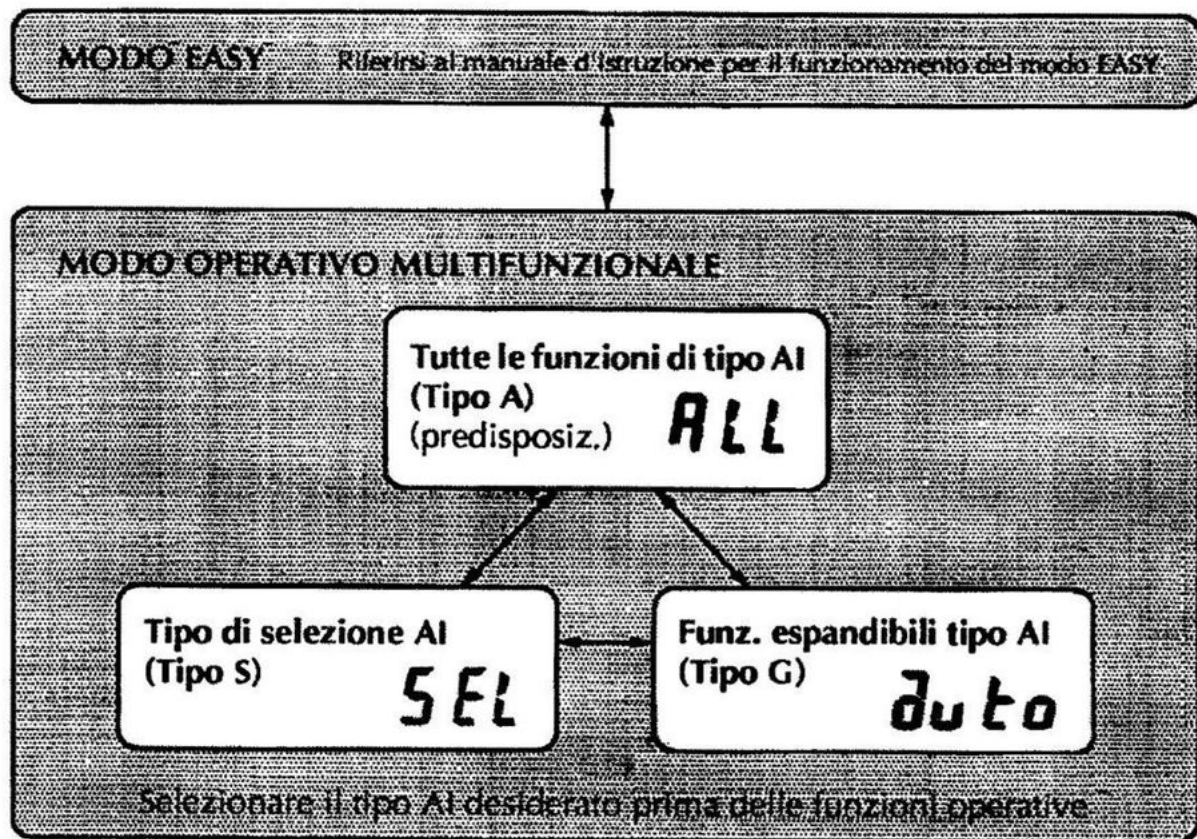 MODO EASY Riferirsi al manuale d'istruzione per il funzionamento del modo EASY
MODO OPERATIVO MULTIFUNZIONALE
Tutte le funzioni di tipo AI
(Tipo A)
(predisposiz.) ALL
Tipo di selezione AI
(Tipo S)
SEL
Funz. espandibili tipo AI
(Tipo G)
auto
Selezionare il tipo AI desiderato prima delle funzioni operative